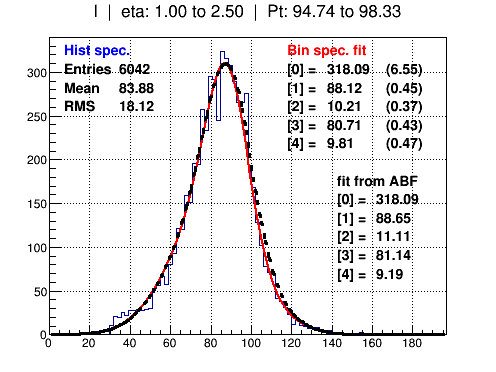 I | eta: 1.00 to 2.50 | Pt: 94.74 to 98.33
Hist spec.
Entries 6042
Mean 83.88
RMS 18.12
Bin spec. fit
[0] = 318.09 (6.55)
[1] = 88.12 (0.45)
[2] = 10.21 (0.37)
[3] = 80.71 (0.43)
[4] = 9.81 (0.47)
fit from ABF
[0] = 318.09
[1] = 88.65
[2] = 11.11
[3] = 81.14
[4] = 9.19
300
250
200
150
100
50
0
0 20 40 60 80 100 120 140 160 180